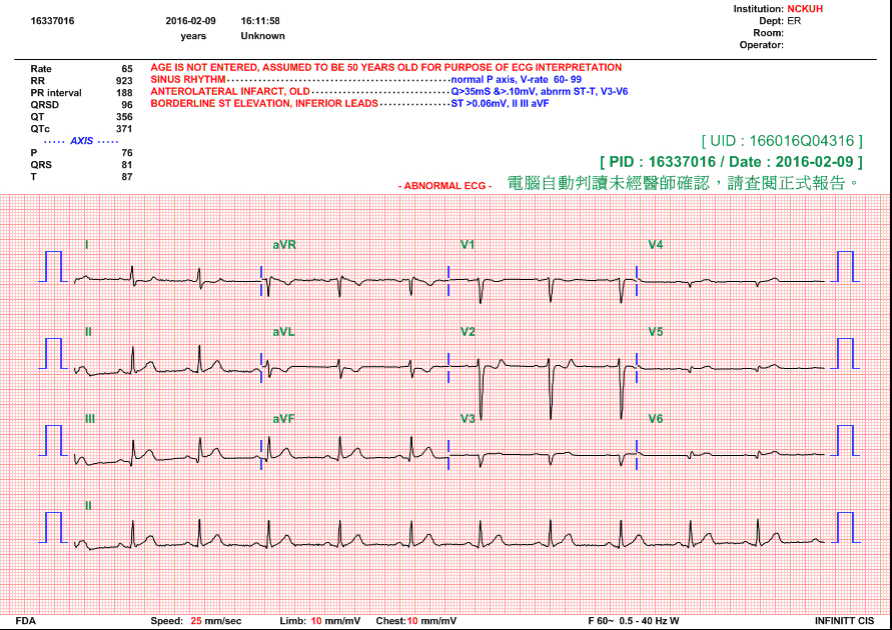 Institution: NCKUH
16337016 2016-02-09 16:11:58 Dept: ER
years Unknown Room:
Operator:
Rate 65 AGE IS NOT ENTERED, ASSUMED TO BE 50 YEARS OLD FOR PURPOSE OF ECG INTERPRETATION
RR 923 SINUS RHYTHM - - - - - - - - - - - - - - - - - - - - - - - - - - - - - - - - - - - - normal P axis, V-rate 60- 99
PR interval 188 ANTEROLATERAL INFARCT, OLD - - - - - - - - - - - - - - - - - - - - - - - Q>35mS &>.10mV, abnrm ST-T, V3-V6
QRSD 96 BORDERLINE ST ELEVATION, INFERIOR LEADS - - - - - - - - - - - - ST >0.06mV, II III aVF
QT 356
QTc 371
- - - - - AXIS - - - - -
P 76
QRS 81
T 87
[ UID : 166016Q04316 ]
[ PID : 16337016 / Date : 2016-02-09 ]
- ABNORMAL ECG - 電腦自動判讀未經醫師確認，請查閱正式報告。
I aVR V1 V4
II aVL V2 V5
III aVF V3 V6
II
FDA Speed: 25 mm/sec Limb: 10 mm/mV Chest:10 mm/mV F 60~ 0.5 - 40 Hz W INFINITT CIS